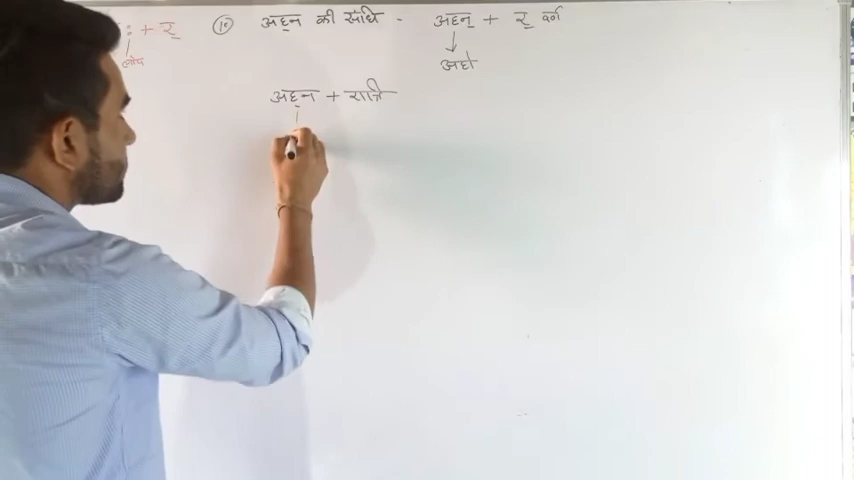 : + र्
लोप
(10) अहन की संधि - अहन् + र् वर्ण
अहो
अहन + रात्रि